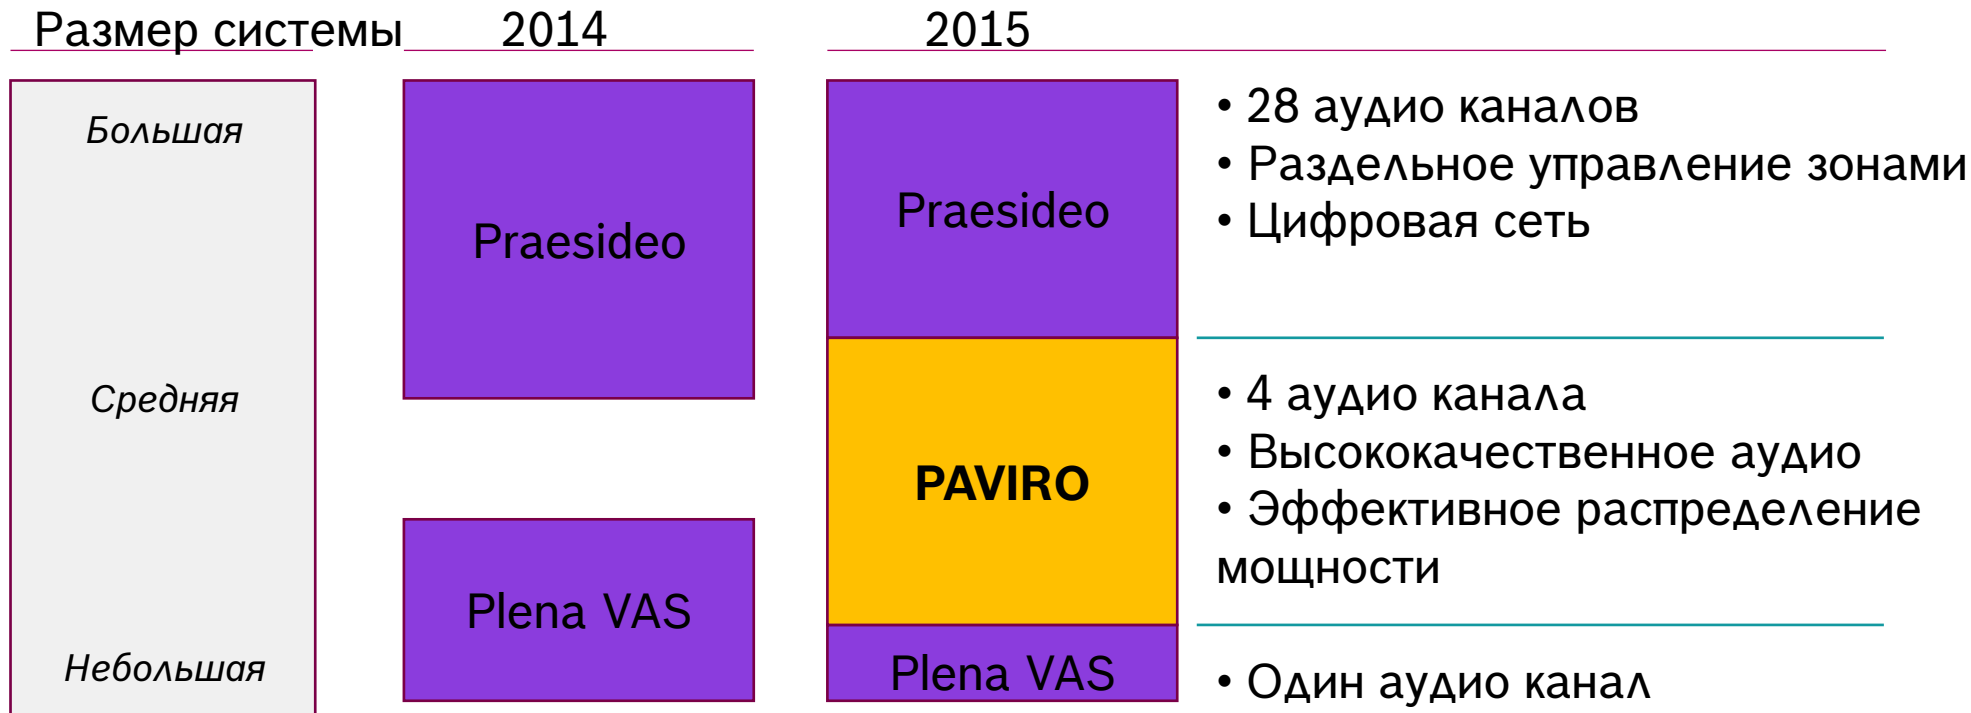 Размер системы 2014 2015
Большая
Средняя
Небольшая
Praesideo
Plena VAS
Praesideo
PAVIRO
Plena VAS
• 28 аудио каналов
• Раздельное управление зонами
• Цифровая сеть
• 4 аудио канала
• Высококачественное аудио
• Эффективное распределение
мощности
• Один аудио канал